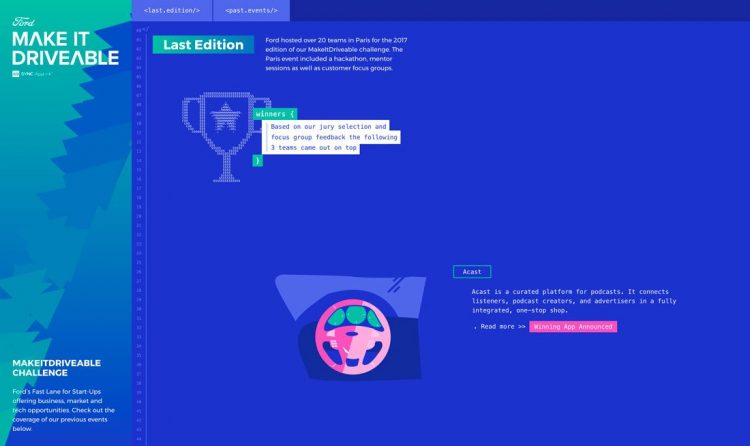 Ford
MAKE IT
DRIVEABLE
SYNC AppLink
<last.edition/>
<past.events/>
Last Edition
Ford hosted over 20 teams in Paris for the 2017
edition of our MakeItDriveable challenge. The
Paris event included a hackathon, mentor
sessions as well as customer focus groups.
winners {
Based on our jury selection and
focus group feedback the following
3 teams came out on top
}
Acast
Acast is a curated platform for podcasts. It connects
listeners, podcast creators, and advertisers in a fully
integrated, one-stop shop.
. Read more >> Winning App Announced
MAKEITDRIVEABLE
CHALLENGE
Ford's Fast Lane for Start-Ups
offering business, market and
tech opportunities. Check out the
coverage of our previous events
below.